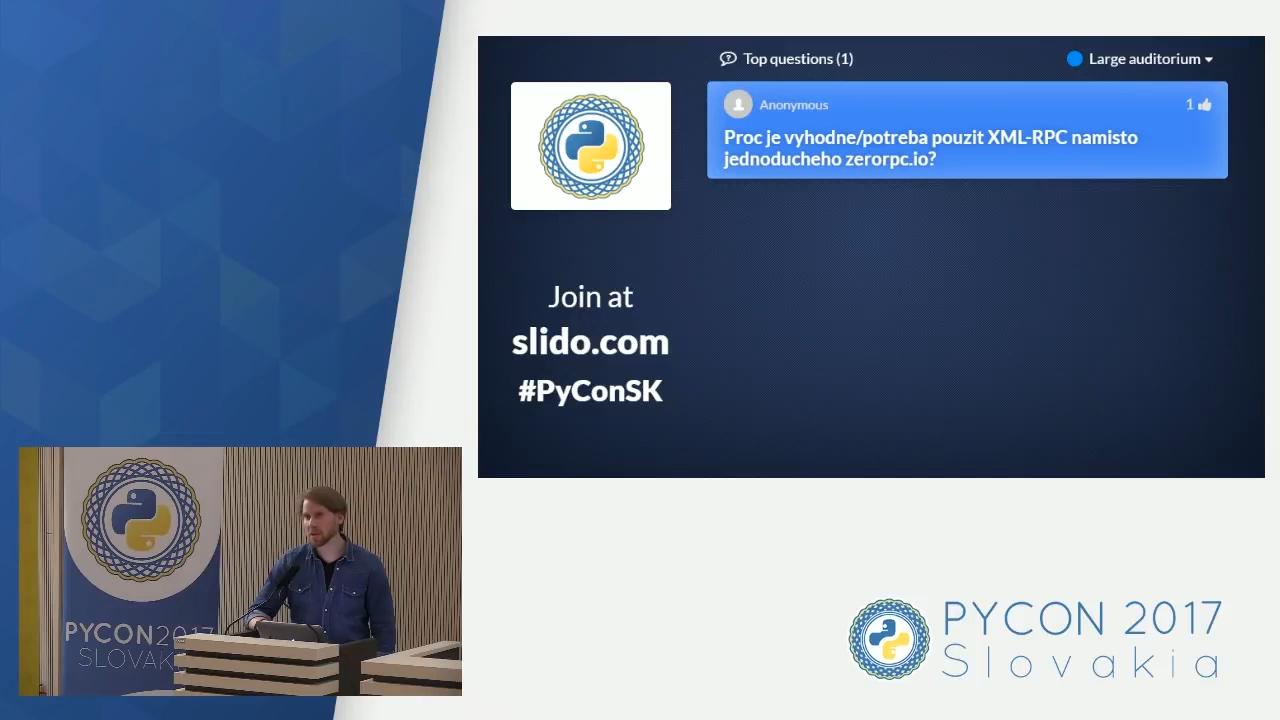 Top questions (1)
Large auditorium
Anonymous
1
Proc je vyhodne/potreba pouzit XML-RPC namisto
jednoducheho zerorpc.io?
Join at
slido.com
#PyConSK
PYCON2017
SLOVAK
PYCON 2017
Slovakia